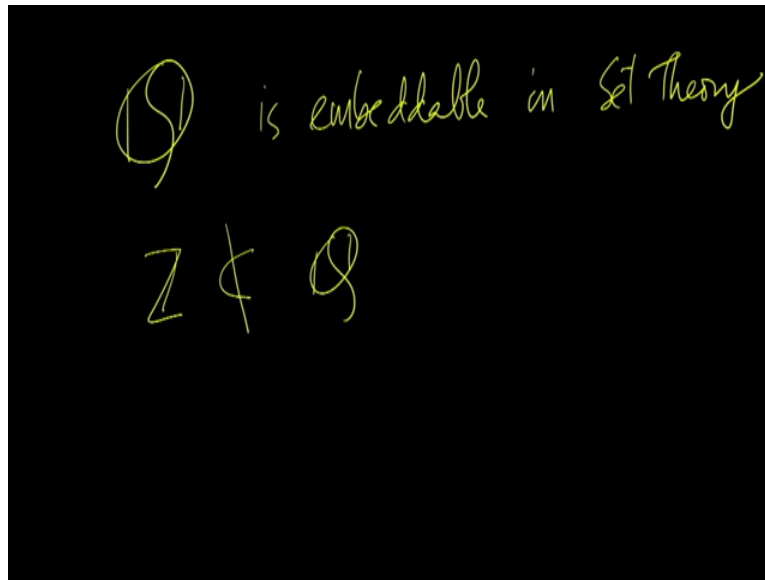 ℚ is embeddable in Set Theory
ℤ ⊄ ℚ